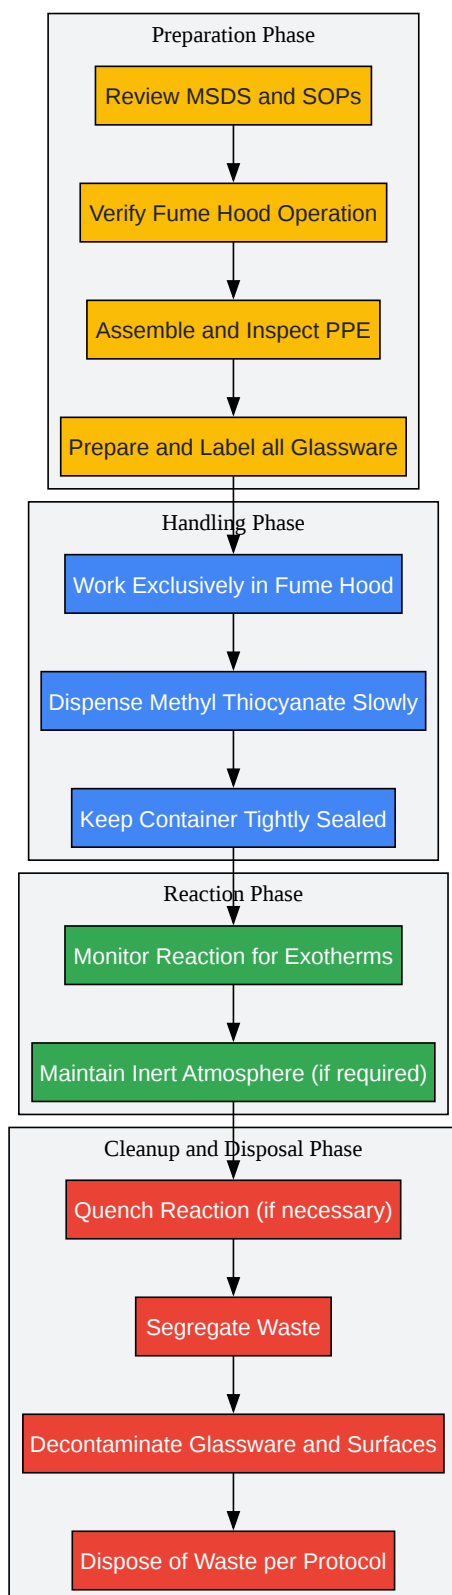 Preparation Phase
Review MSDS and SOPs
Verify Fume Hood Operation
Assemble and Inspect PPE
Prepare and Label all Glassware
Handling Phase
Work Exclusively in Fume Hood
Dispense Methyl Thiocyanate Slowly
Keep Container Tightly Sealed
Reaction Phase
Monitor Reaction for Exotherms
Maintain Inert Atmosphere (if required)
Cleanup and Disposal Phase
Quench Reaction (if necessary)
Segregate Waste
Decontaminate Glassware and Surfaces
Dispose of Waste per Protocol